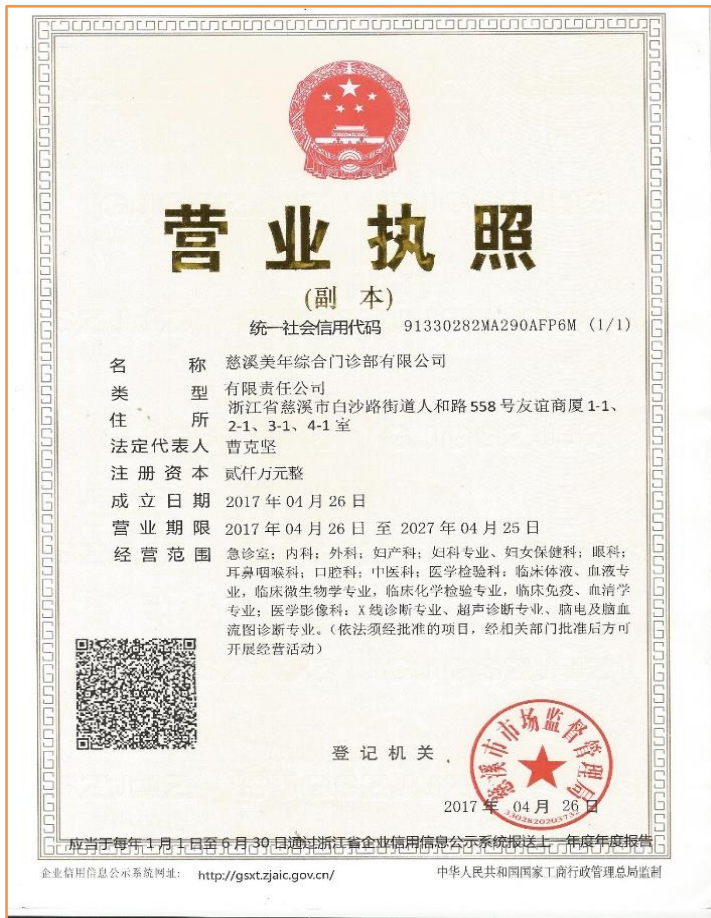 营业执照
(副 本)
统一社会信用代码 91330282MA290AFP6M (1/1)
名 称 慈溪美年综合门诊部有限公司
类 型 有限责任公司
住 所 浙江省慈溪市白沙路街道人和路558号友谊商厦1-1、
2-1、3-1、4-1室
法定代表人 曹克坚
注册资本 贰仟万元整
成立日期 2017年04月26日
营业期限 2017年04月26日至2027年04月25日
经营范围 急诊室；内科；外科；妇产科；妇科专业、妇女保健科；眼科；
耳鼻咽喉科；口腔科；中医科；医学检验科；临床体液、血液专
业，临床微生物学专业，临床化学检验专业，临床免疫、血清学
专业；医学影像科：X线诊断专业、超声诊断专业、脑电及脑血
流图诊断专业。（依法须经批准的项目，经相关部门批准后方可
开展经营活动）
登记机关
慈溪市市场监督管理局
2017年 04月 26日
应当于每年1月1日至6月30日通过浙江省企业信用信息公示系统报送上一年度年度报告
企业信用信息公示系统网址： http://gsxt.zjaic.gov.cn/ 中华人民共和国国家工商行政管理总局监制